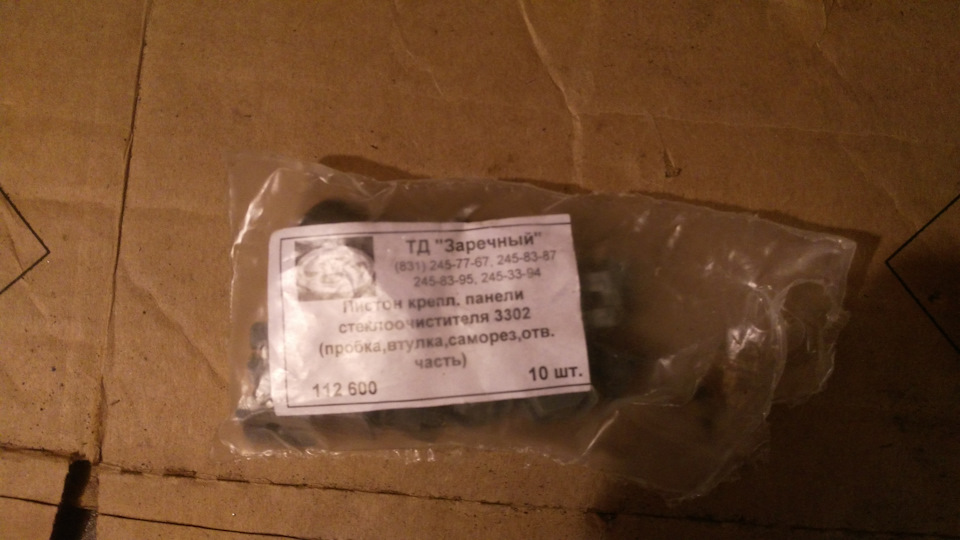 ТД "Заречный"
(831) 245-77-67, 245-83-87
245-83-95, 245-33-94
Пистон крепл. панели
стеклоочистителя 3302
(пробка,втулка,саморез,отв.
часть)
112 600 10 шт.